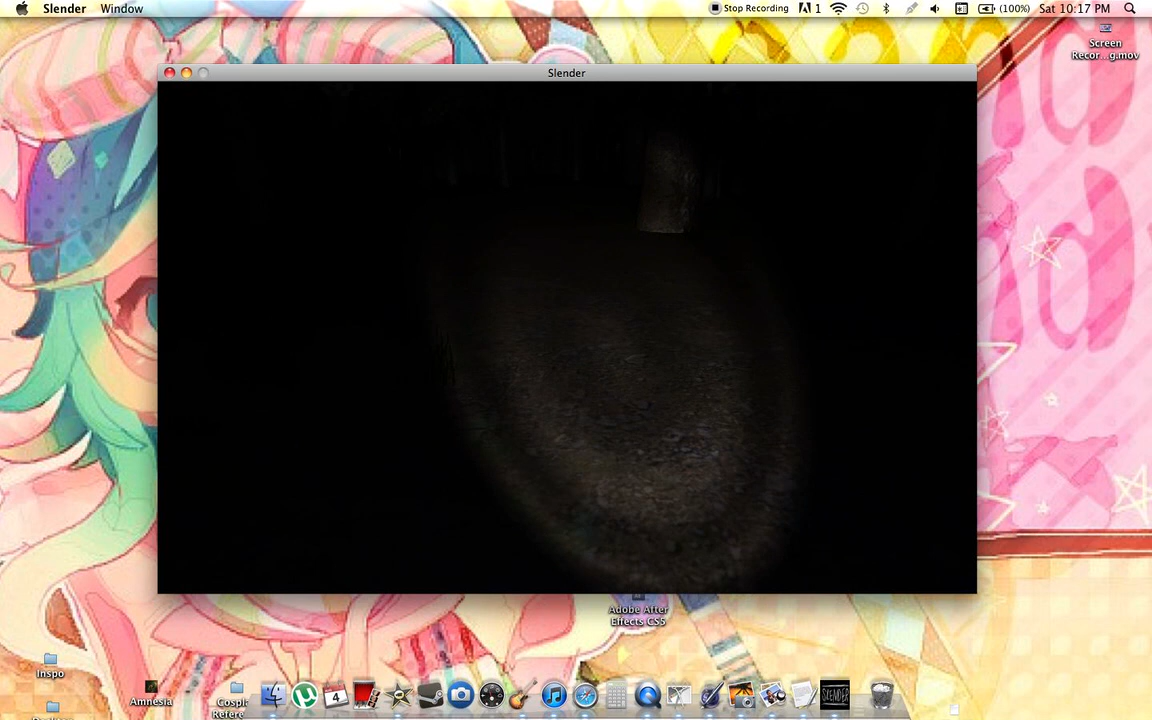 Slender Window Stop Recording 1 (100%) Sat 10:17 PM
Screen
Recor...g.mov
Slender
Adobe After
Effects CS5
Inspo
Amnesia
Cospl
Refere
4
SLENDER